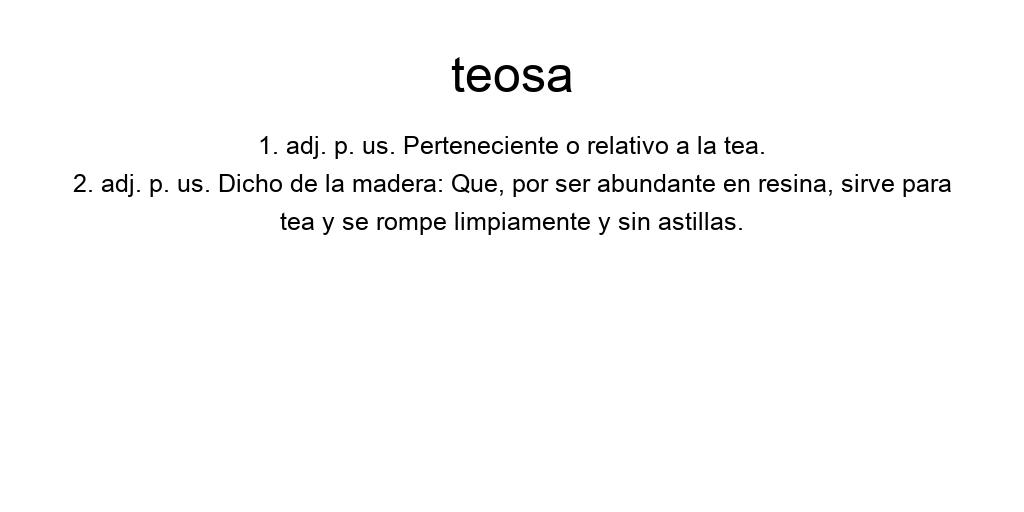 teosa
1. adj. p. us. Perteneciente o relativo a la tea.
2. adj. p. us. Dicho de la madera: Que, por ser abundante en resina, sirve para
tea y se rompe limpiamente y sin astillas.